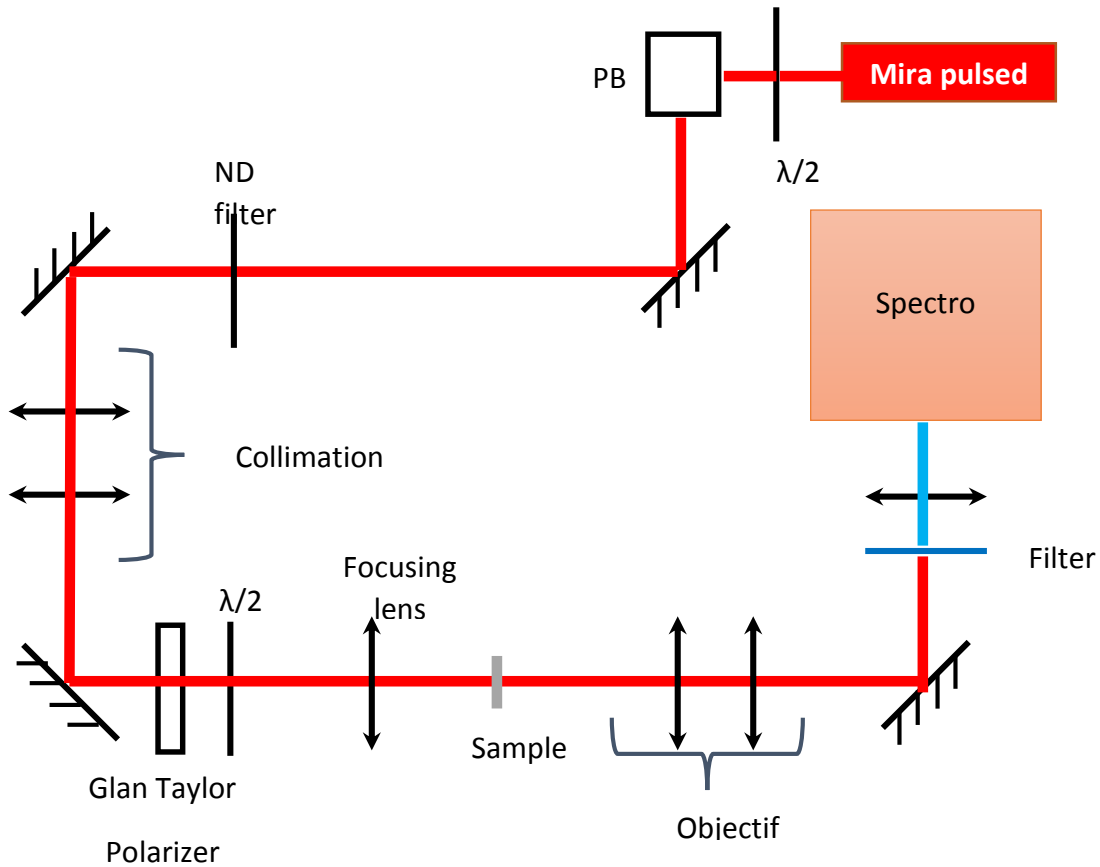 Mira pulsed
PB
λ/2
ND
filter
Spectro
Collimation
Filter
Focusing
lens
λ/2
Sample
Glan Taylor
Polarizer
Objectif